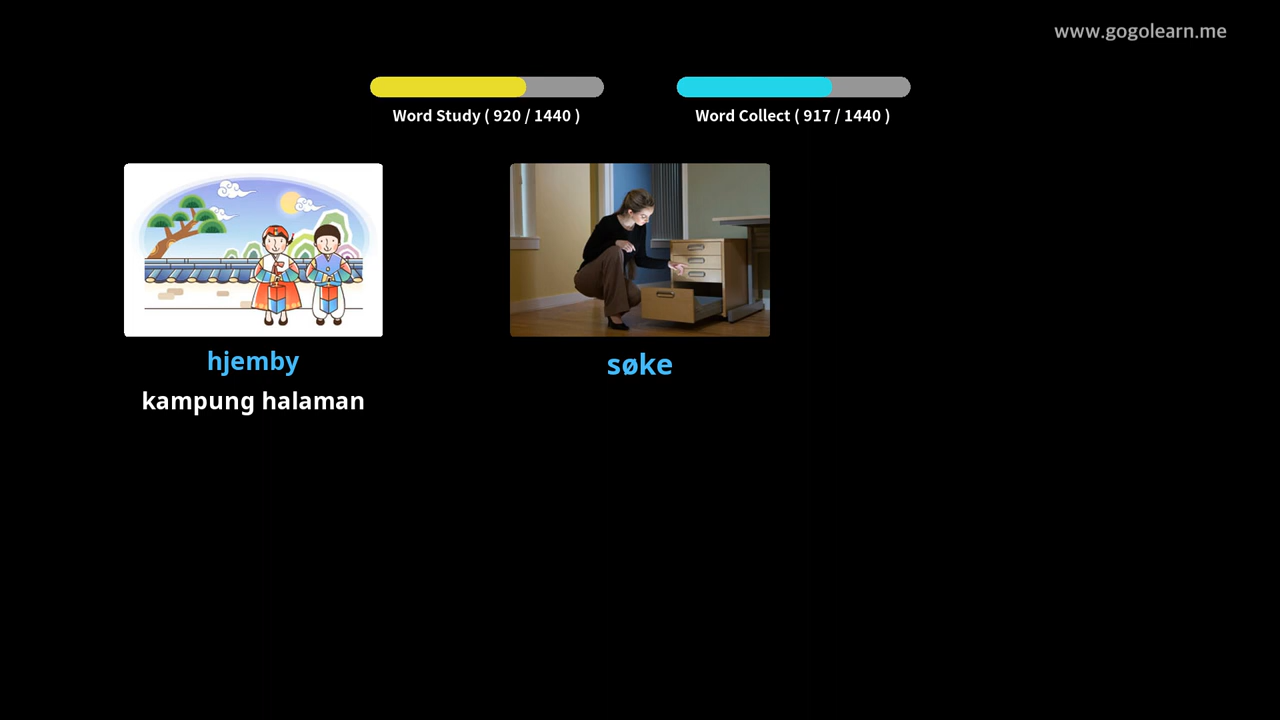 www.gogolearn.me
Word Study ( 920 / 1440 )
Word Collect ( 917 / 1440 )
hjemby
kampung halaman
søke